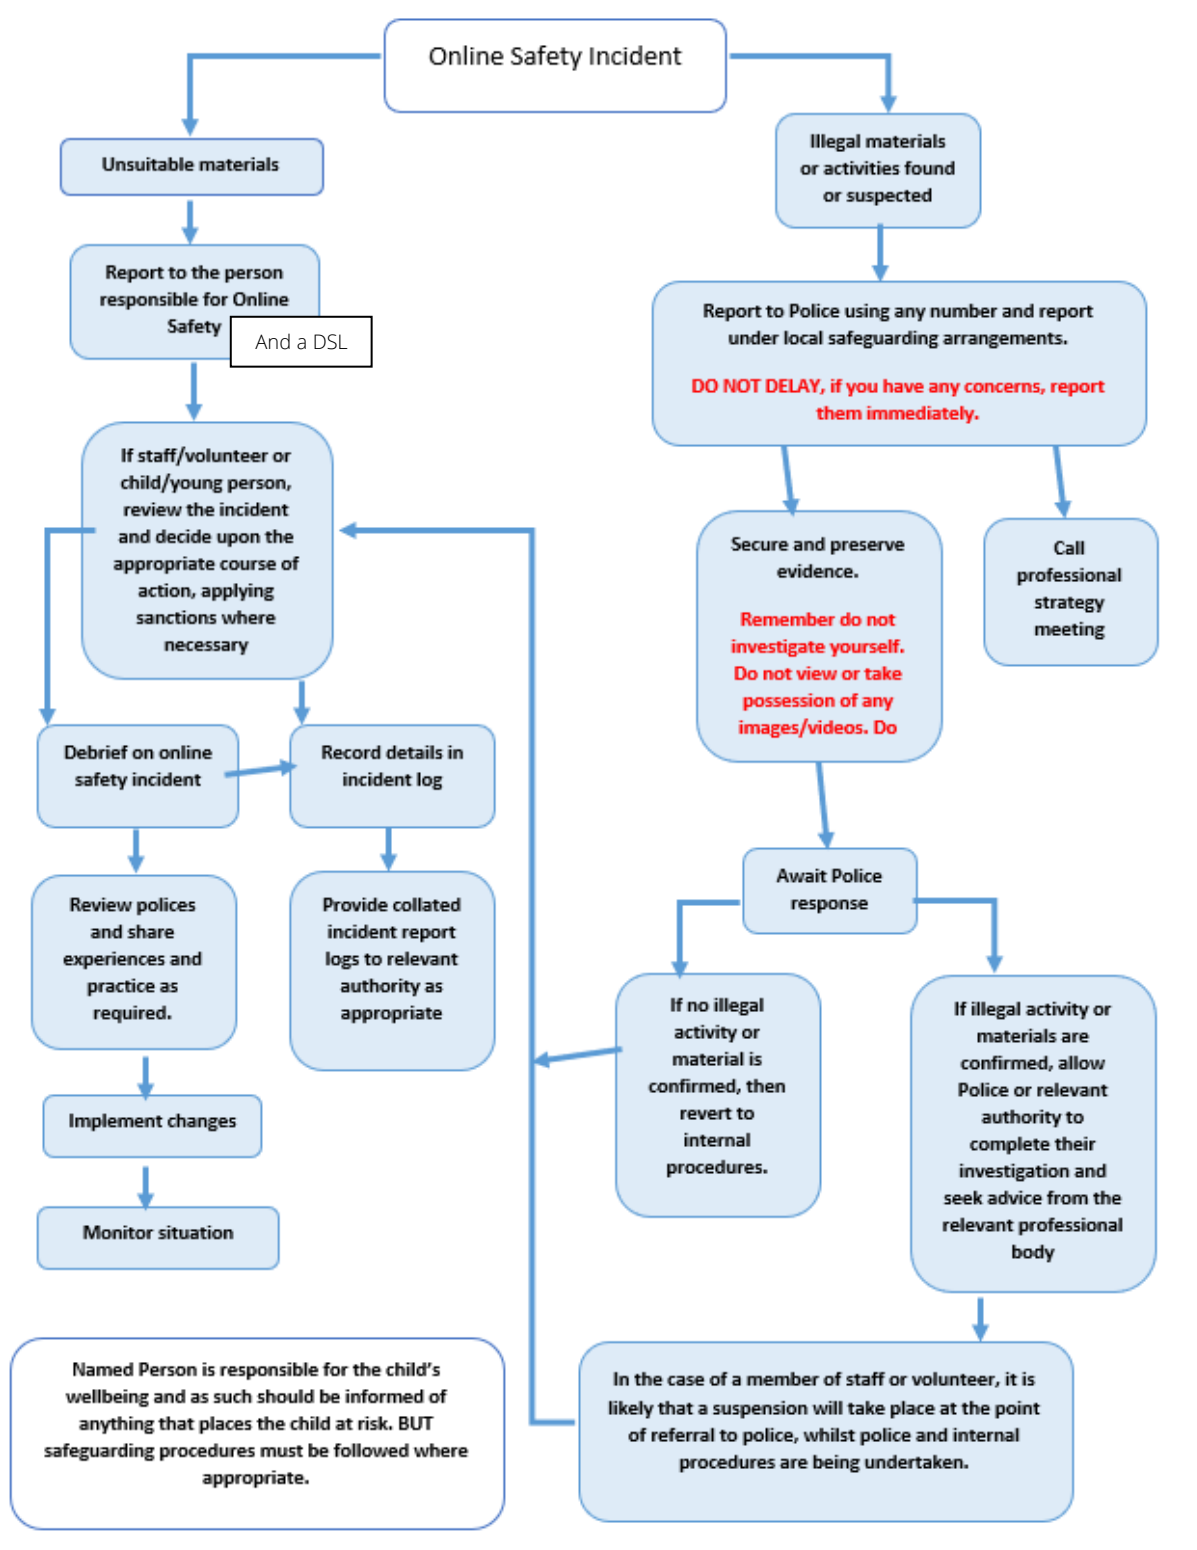 Online Safety Incident
Unsuitable materials
Illegal materials
or activities found
or suspected
Report to the person
responsible for Online
Safety
And a DSL
Report to Police using any number and report
under local safeguarding arrangements.
DO NOT DELAY, if you have any concerns, report
them immediately.
If staff/volunteer or
child/young person,
review the incident
and decide upon the
appropriate course of
action, applying
sanctions where
necessary
Secure and preserve
evidence.
Remember do not
investigate yourself.
Do not view or take
possession of any
images/videos. Do
Call
professional
strategy
meeting
Debrief on online
safety incident
Record details in
incident log
Review polices
and share
experiences and
practice as
required.
Provide collated
incident report
logs to relevant
authority as
appropriate
Await Police
response
If no illegal
activity or
material is
confirmed, then
revert to
internal
procedures.
If illegal activity or
materials are
confirmed, allow
Police or relevant
authority to
complete their
investigation and
seek advice from the
relevant professional
body
Implement changes
Monitor situation
Named Person is responsible for the child’s
wellbeing and as such should be informed of
anything that places the child at risk. BUT
safeguarding procedures must be followed where
appropriate.
In the case of a member of staff or volunteer, it is
likely that a suspension will take place at the point
of referral to police, whilst police and internal
procedures are being undertaken.